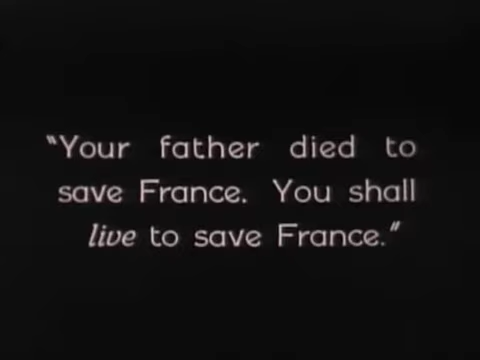 "Your father died to
save France. You shall
live to save France."